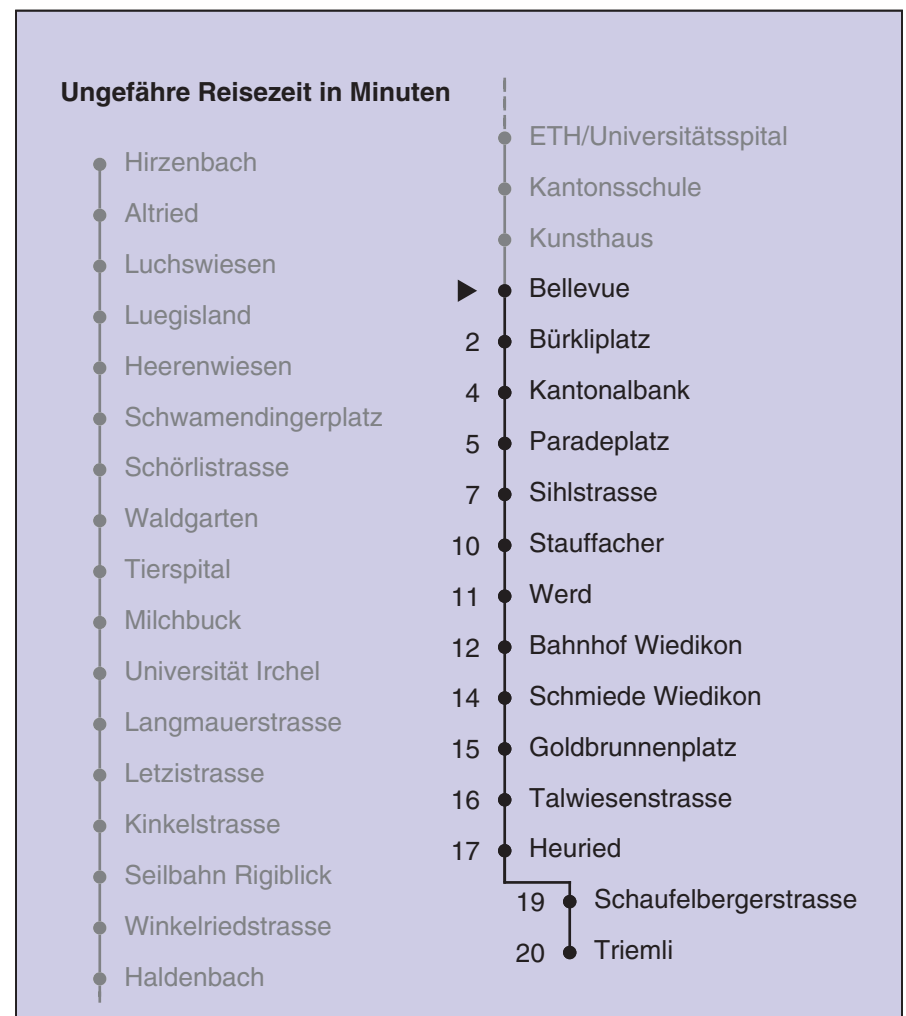 Ungefähre Reisezeit in Minuten
Hirzenbach
Altried
Luchswiesen
Luegisland
Heerenwiesen
Schwamendingerplatz
Schörlistrasse
Waldgarten
Tierspital
Milchbuck
Universität Irchel
Langmauerstrasse
Letzistrasse
Kinkelstrasse
Seilbahn Rigiblick
Winkelriedstrasse
Haldenbach
ETH/Universitätsspital
Kantonsschule
Kunsthaus
Bellevue
2 Bürkliplatz
4 Kantonalbank
5 Paradeplatz
7 Sihlstrasse
10 Stauffacher
11 Werd
12 Bahnhof Wiedikon
14 Schmiede Wiedikon
15 Goldbrunnenplatz
16 Talwiesenstrasse
17 Heuried
19 Schaufelbergerstrasse
20 Triemli